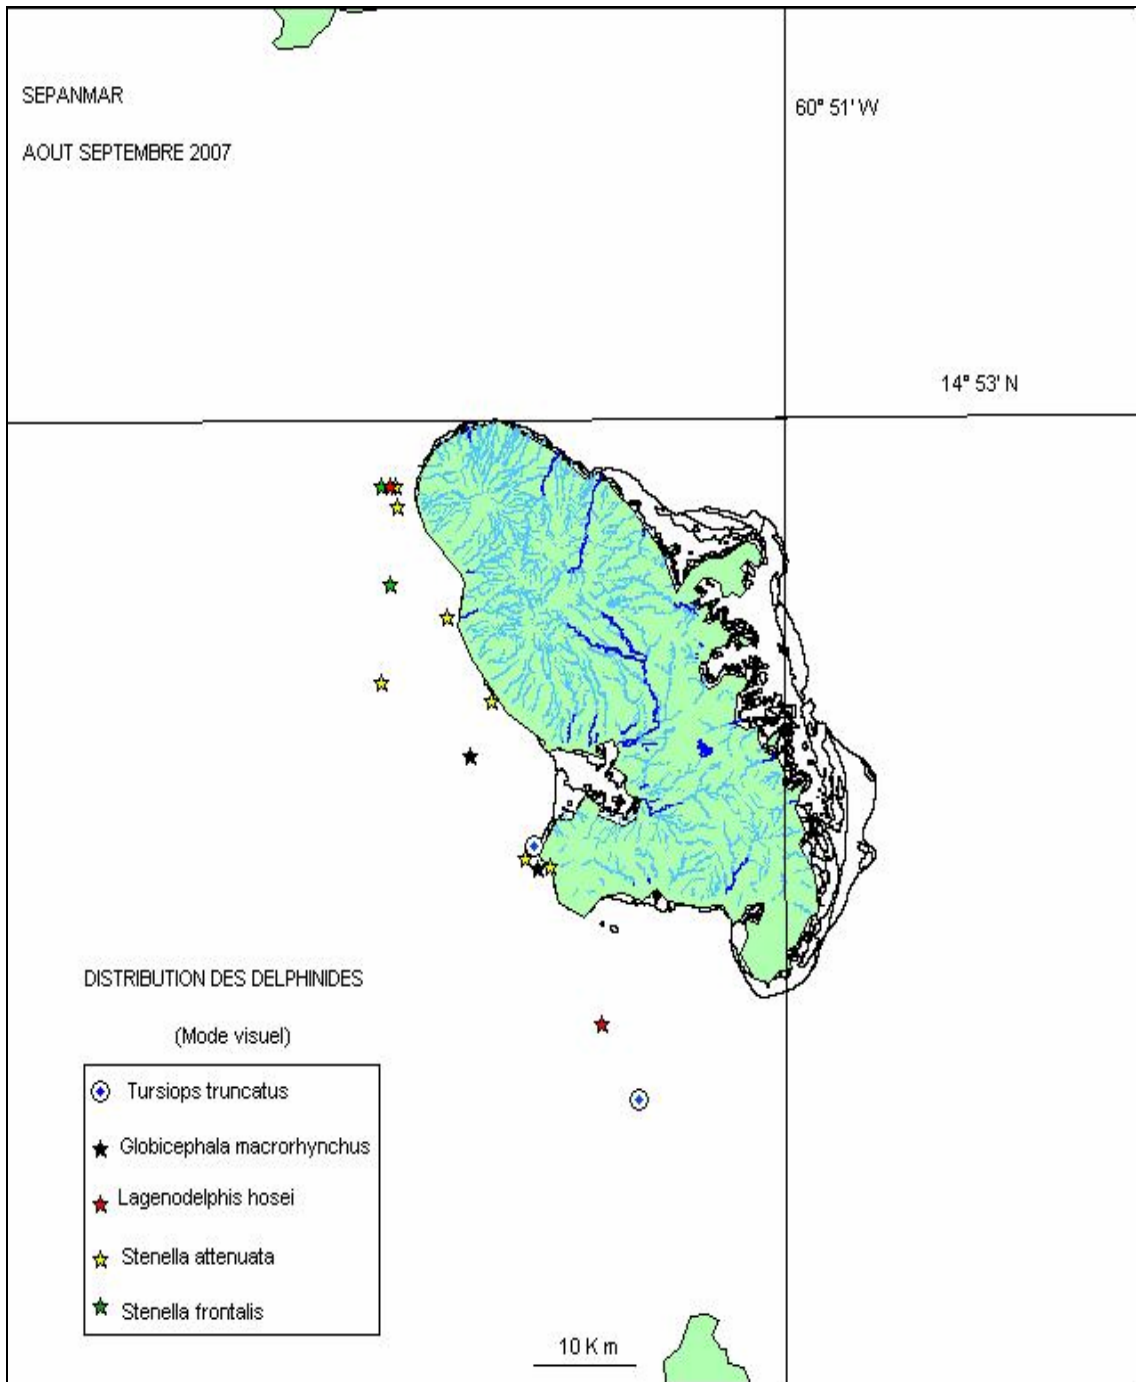 SEPANMAR
60° 51' W
AOUT SEPTEMBRE 2007
14° 53' N
DISTRIBUTION DES DELPHINIDES
(Mode visuel)
Tursiops truncatus
Globicephala macrorhynchus
Lagenodelphis hosei
Stenella attenuata
Stenella frontalis
10 K m